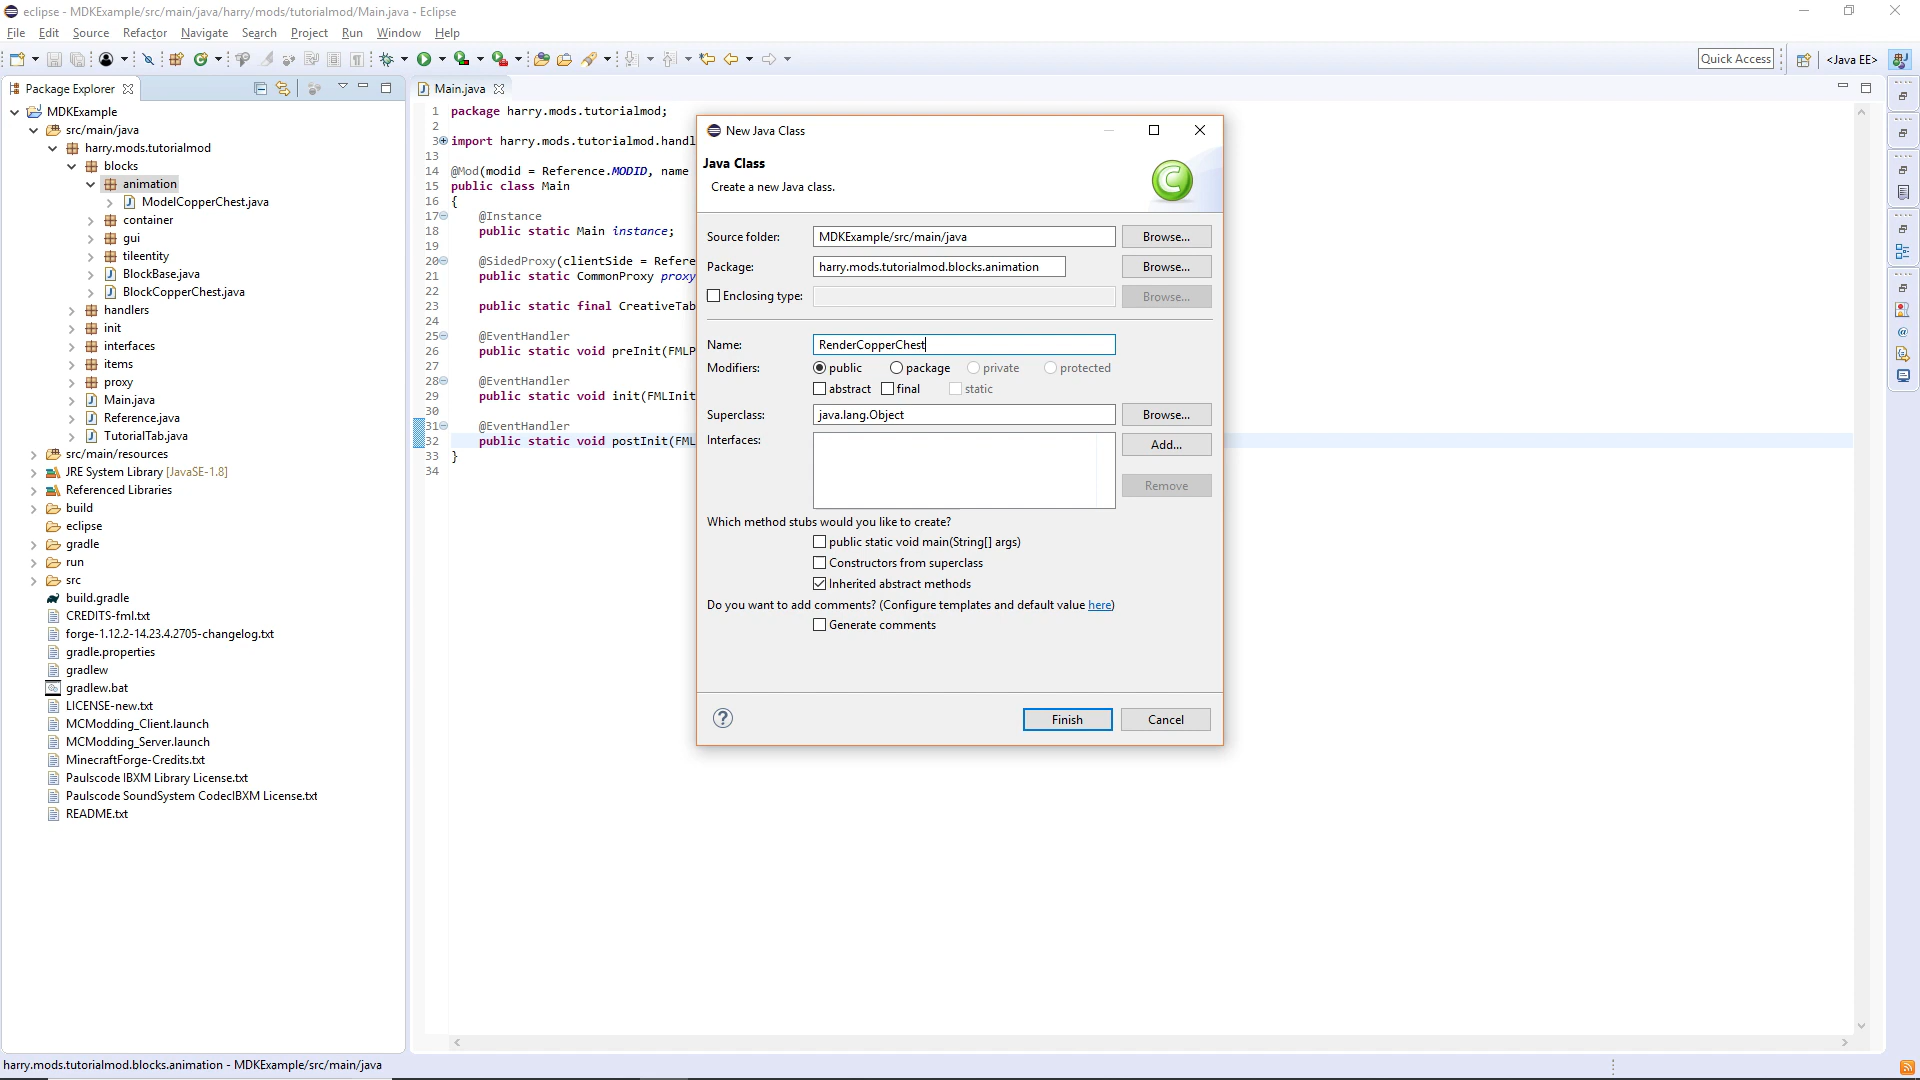 eclipse - MDKExample/src/main/java/harry/mods/tutorialmod/Main.java - Eclipse
File Edit Source Refactor Navigate Search Project Run Window Help
Quick Access
<Java EE>
Package Explorer
MDKExample
src/main/java
harry.mods.tutorialmod
blocks
animation
ModelCopperChest.java
container
gui
tileentity
BlockBase.java
BlockCopperChest.java
handlers
init
interfaces
items
proxy
Main.java
Reference.java
TutorialTab.java
src/main/resources
JRE System Library [JavaSE-1.8]
Referenced Libraries
build
eclipse
gradle
run
src
build.gradle
CREDITS-fml.txt
forge-1.12.2-14.23.4.2705-changelog.txt
gradle.properties
gradlew
gradlew.bat
LICENSE-new.txt
MCModding_Client.launch
MCModding_Server.launch
MinecraftForge-Credits.txt
Paulscode IBXM Library License.txt
Paulscode SoundSystem CodecIBXM License.txt
README.txt
Main.java
1 package harry.mods.tutorialmod;
2
3 import harry.mods.tutorialmod.handl
13
14 @Mod(modid = Reference.MODID, name
15 public class Main
16 {
17 @Instance
18 public static Main instance;
19
20 @SidedProxy(clientSide = Refere
21 public static CommonProxy proxy
22
23 public static final CreativeTab
24
25 @EventHandler
26 public static void preInit(FMLP
27
28 @EventHandler
29 public static void init(FMLInit
30
31 @EventHandler
32 public static void postInit(FML
33 }
34
New Java Class
Java Class
Create a new Java class.
Source folder: MDKExample/src/main/java Browse...
Package: harry.mods.tutorialmod.blocks.animation Browse...
Enclosing type: Browse...
Name: RenderCopperChest
Modifiers: public package private protected
abstract final static
Superclass: java.lang.Object Browse...
Interfaces: Add...
Remove
Which method stubs would you like to create?
public static void main(String[] args)
Constructors from superclass
Inherited abstract methods
Do you want to add comments? (Configure templates and default value here)
Generate comments
Finish Cancel
harry.mods.tutorialmod.blocks.animation - MDKExample/src/main/java